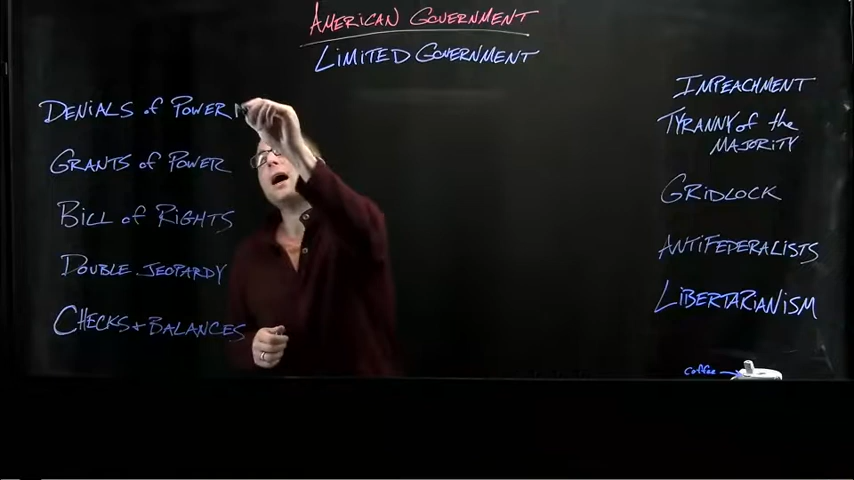 AMERICAN GOVERNMENT
LIMITED GOVERNMENT
DENIALS of POWER
GRANTS of POWER
BILL of RIGHTS
DOUBLE JEOPARDY
CHECKS + BALANCES
IMPEACHMENT
TYRANNY of the
MAJORITY
GRIDLOCK
ANTIFEDERALISTS
LIBERTARIANISM
Coffee